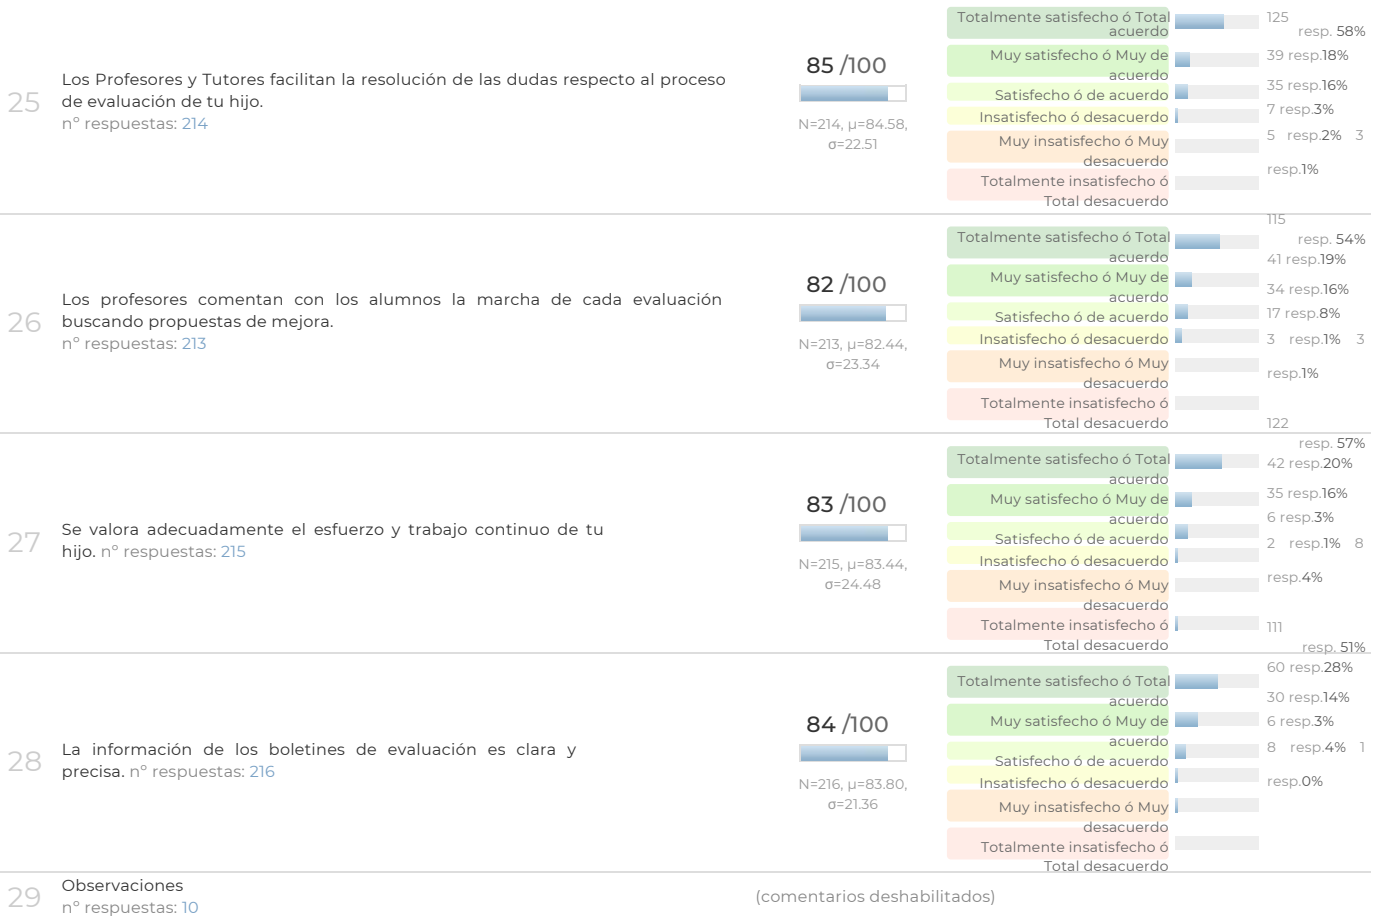 25
Los Profesores y Tutores facilitan la resolución de las dudas respecto al proceso
de evaluación de tu hijo.
nº respuestas: 214
85 /100
N=214, µ=84.58,
σ=22.51
Totalmente satisfecho ó Total
acuerdo
Muy satisfecho ó Muy de
acuerdo
Satisfecho ó de acuerdo
Insatisfecho ó desacuerdo
Muy insatisfecho ó Muy
desacuerdo
Totalmente insatisfecho ó
Total desacuerdo
125
resp. 58%
39 resp.18%
35 resp.16%
7 resp.3%
5 resp.2% 3
resp.1%
26
Los profesores comentan con los alumnos la marcha de cada evaluación
buscando propuestas de mejora.
nº respuestas: 213
82 /100
N=213, µ=82.44,
σ=23.34
Totalmente satisfecho ó Total
acuerdo
Muy satisfecho ó Muy de
acuerdo
Satisfecho ó de acuerdo
Insatisfecho ó desacuerdo
Muy insatisfecho ó Muy
desacuerdo
Totalmente insatisfecho ó
Total desacuerdo
115
resp. 54%
41 resp.19%
34 resp.16%
17 resp.8%
3 resp.1% 3
resp.1%
27
Se valora adecuadamente el esfuerzo y trabajo continuo de tu
hijo. nº respuestas: 215
83 /100
N=215, µ=83.44,
σ=24.48
Totalmente satisfecho ó Total
acuerdo
Muy satisfecho ó Muy de
acuerdo
Satisfecho ó de acuerdo
Insatisfecho ó desacuerdo
Muy insatisfecho ó Muy
desacuerdo
Totalmente insatisfecho ó
Total desacuerdo
122
resp. 57%
42 resp.20%
35 resp.16%
6 resp.3%
2 resp.1% 8
resp.4%
28
La información de los boletines de evaluación es clara y
precisa. nº respuestas: 216
84 /100
N=216, µ=83.80,
σ=21.36
Totalmente satisfecho ó Total
acuerdo
Muy satisfecho ó Muy de
acuerdo
Satisfecho ó de acuerdo
Insatisfecho ó desacuerdo
Muy insatisfecho ó Muy
desacuerdo
Totalmente insatisfecho ó
Total desacuerdo
111
resp. 51%
60 resp.28%
30 resp.14%
6 resp.3%
8 resp.4% 1
resp.0%
29
Observaciones
nº respuestas: 10
(comentarios deshabilitados)